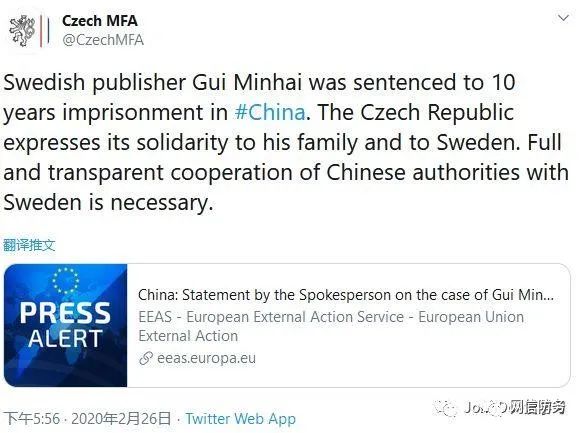 Czech MFA
@CzechMFA
Swedish publisher Gui Minhai was sentenced to 10
years imprisonment in #China. The Czech Republic
expresses its solidarity to his family and to Sweden. Full
and transparent cooperation of Chinese authorities with
Sweden is necessary.
翻译推文
PRESS
ALERT
China: Statement by the Spokesperson on the case of Gui Min...
EEAS - European External Action Service - European Union
External Action
eeas.europa.eu
下午5:56 · 2020年2月26日 · Twitter Web App
网信防务